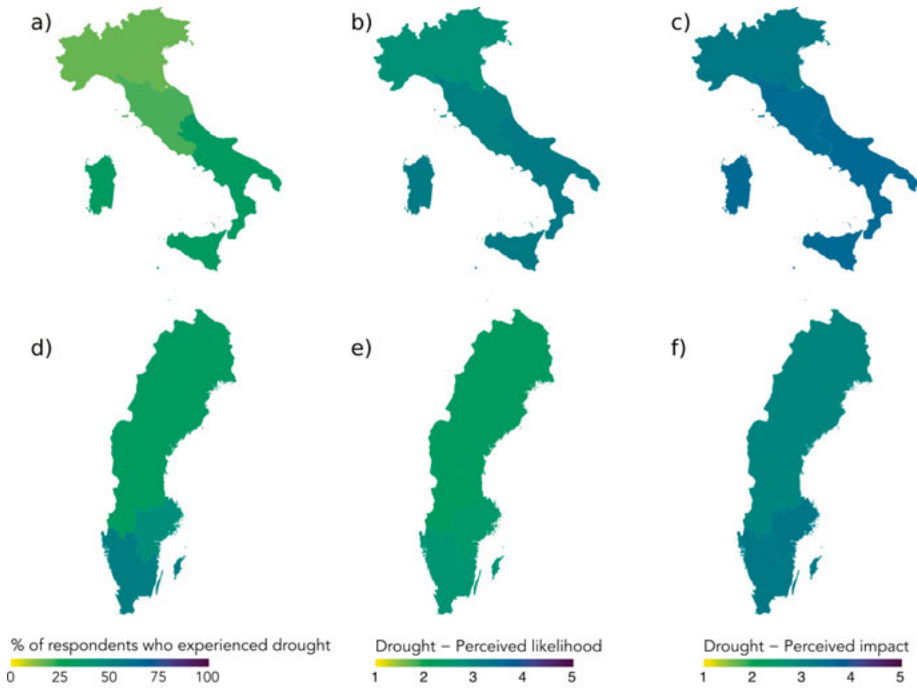 a)
b)
c)
d)
e)
f)
% of respondents who experienced drought
0 25 50 75 100
Drought – Perceived likelihood
1 2 3 4 5
Drought – Perceived impact
1 2 3 4 5